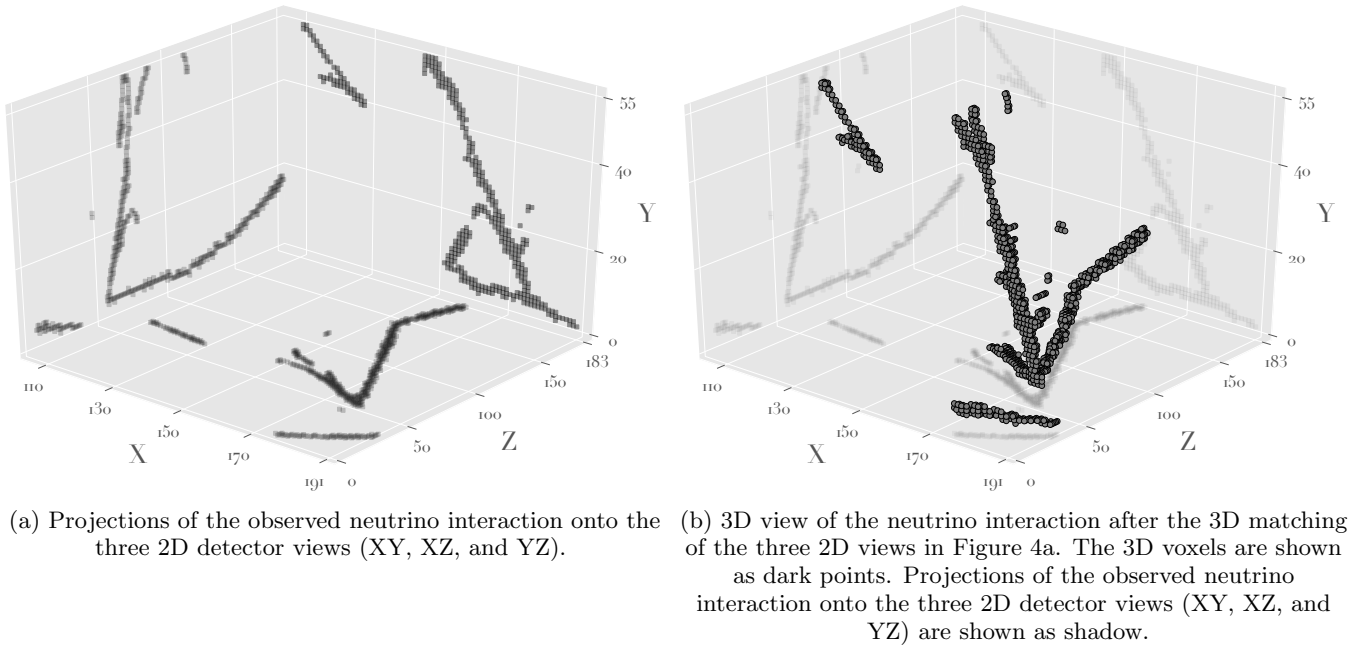 55
40
Y
20
0
183
150
100
Z
50
0
110
130
150
X
170
191
55
40
Y
20
0
183
150
100
Z
50
0
110
130
150
X
170
191
(a) Projections of the observed neutrino interaction onto the
three 2D detector views (XY, XZ, and YZ).
(b) 3D view of the neutrino interaction after the 3D matching
of the three 2D views in Figure 4a. The 3D voxels are shown
as dark points. Projections of the observed neutrino
interaction onto the three 2D detector views (XY, XZ, and
YZ) are shown as shadow.